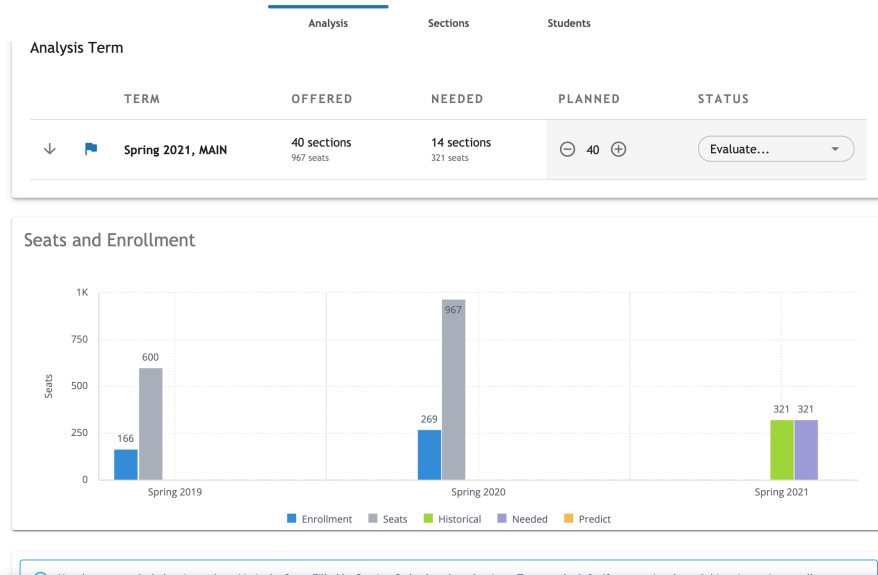 Analysis Sections Students
Analysis Term
TERM OFFERED NEEDED PLANNED STATUS
Spring 2021, MAIN 40 sections 14 sections 40 Evaluate...
967 seats 321 seats
Seats and Enrollment
1K
967
750
600
Seats
500
321 321
269
250
166
0
Spring 2019 Spring 2020 Spring 2021
Enrollment Seats Historical Needed Predict